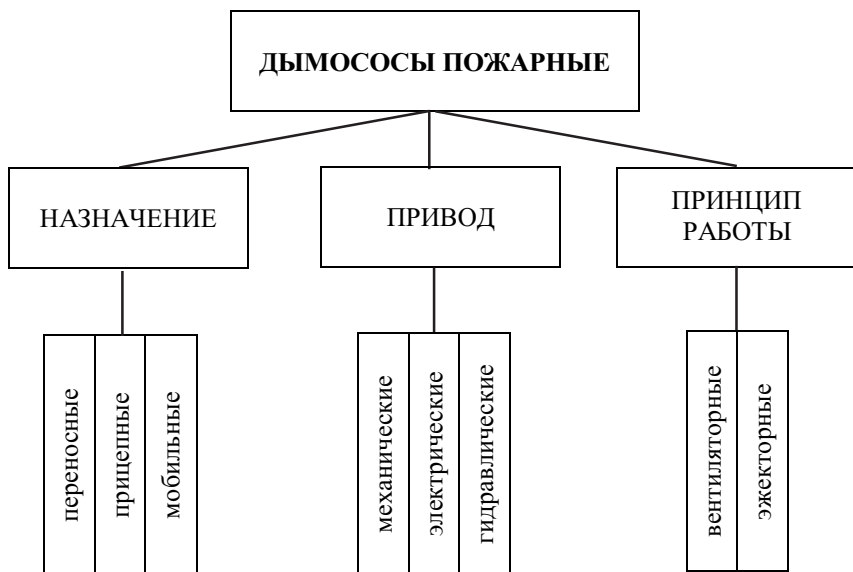 ДЫМОСОСЫ ПОЖАРНЫЕ
НАЗНАЧЕНИЕ
ПРИВОД
ПРИНЦИП
РАБОТЫ
переносные
прицепные
мобильные
механические
электрические
гидравлические
вентиляторные
эжекторные